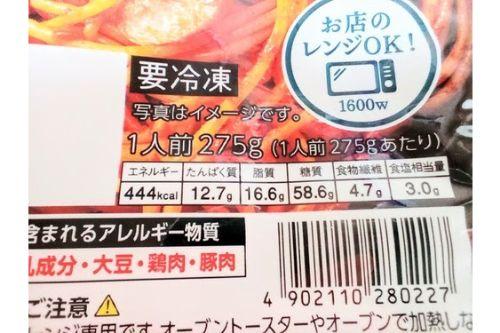 お店の
レンジOK!
1600w
要冷凍
写真はイメージです。
1人前 275g (1人前 275gあたり)
エネルギー たんぱく質 脂質 糖質 食物繊維 食塩相当量
444kcal 12.7g 16.6g 58.6g 4.7g 3.0g
含まれるアレルギー物質
乳成分・大豆・鶏肉・豚肉
ご注意
レンジ専用です。オーブントースターやオーブンで加熱しな
4 902110 280227